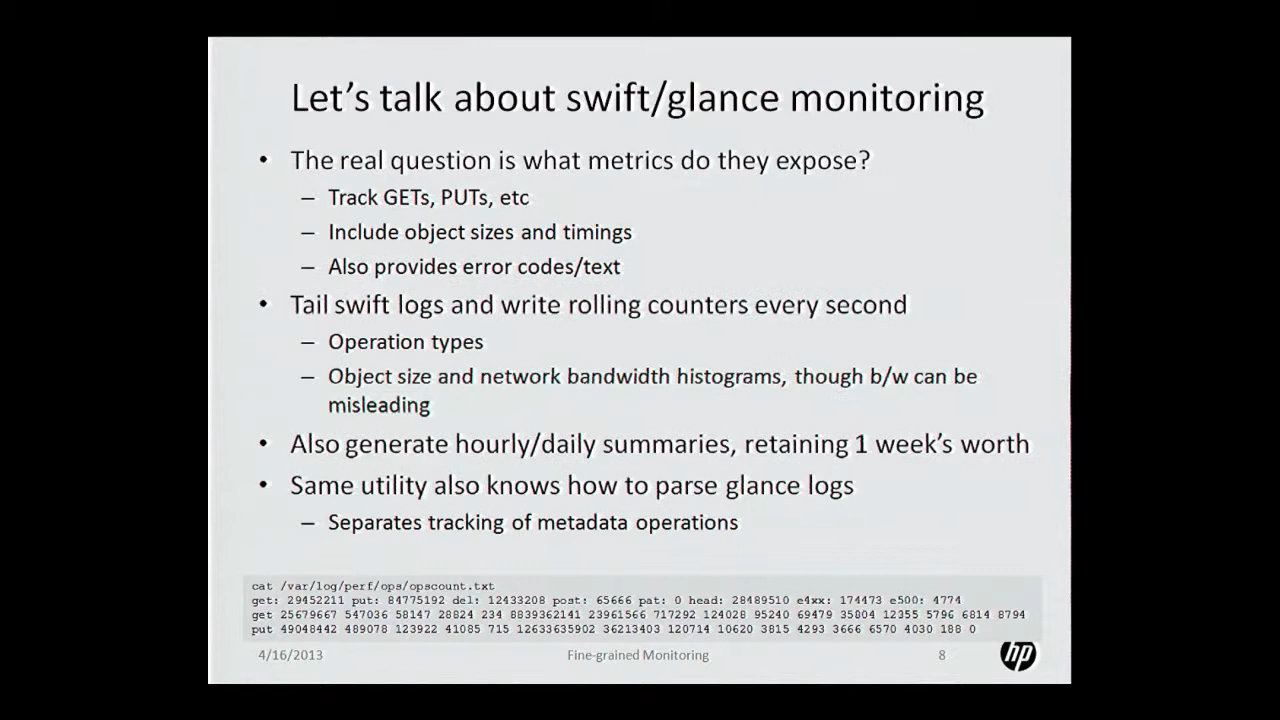 Let's talk about swift/glance monitoring
• The real question is what metrics do they expose?
– Track GETs, PUTs, etc
– Include object sizes and timings
– Also provides error codes/text
• Tail swift logs and write rolling counters every second
– Operation types
– Object size and network bandwidth histograms, though b/w can be
misleading
• Also generate hourly/daily summaries, retaining 1 week's worth
• Same utility also knows how to parse glance logs
– Separates tracking of metadata operations
cat /var/log/perf/ops/opscount.txt
get: 29452211 put: 84775192 del: 12433208 post: 65666 pat: 0 head: 28489510 e4xx: 174473 e500: 4774
get 25679667 547036 58147 28824 234 8839362141 23961566 717292 124028 95240 69479 35804 12355 5796 6814 8794
put 49048442 489078 123922 41085 715 12633635902 36213403 120714 10620 3815 4293 3666 6570 4030 188 0
4/16/2013 Fine-grained Monitoring 8 hp